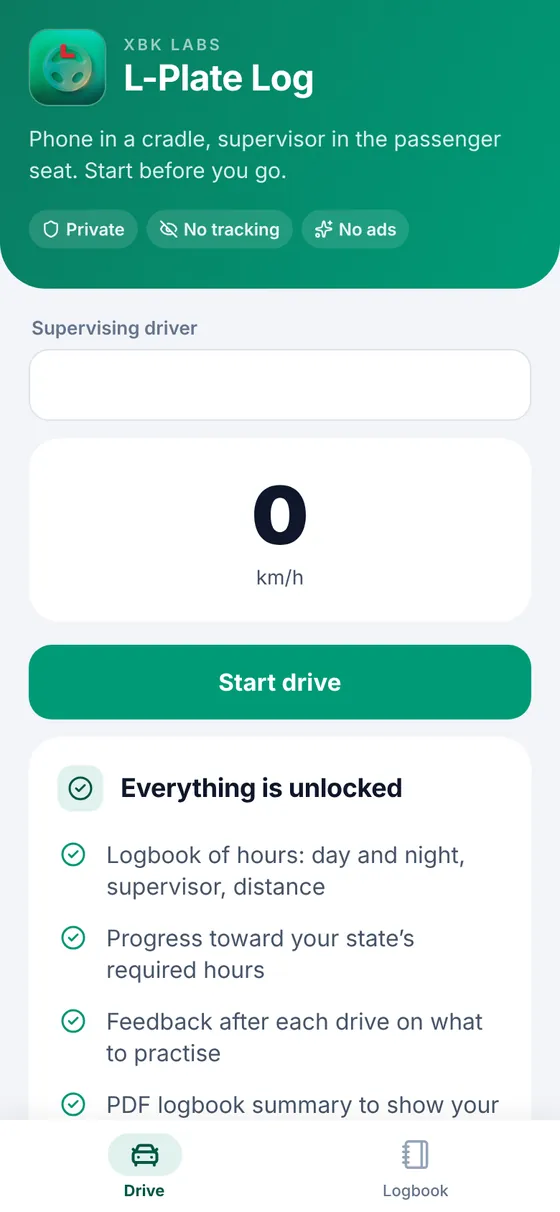 XBK LABS
L-Plate Log
Phone in a cradle, supervisor in the passenger
seat. Start before you go.
Private
No tracking
No ads
Supervising driver
0
km/h
Start drive
Everything is unlocked
Logbook of hours: day and night,
supervisor, distance
Progress toward your state’s
required hours
Feedback after each drive on what
to practise
PDF logbook summary to show your
Drive
Logbook